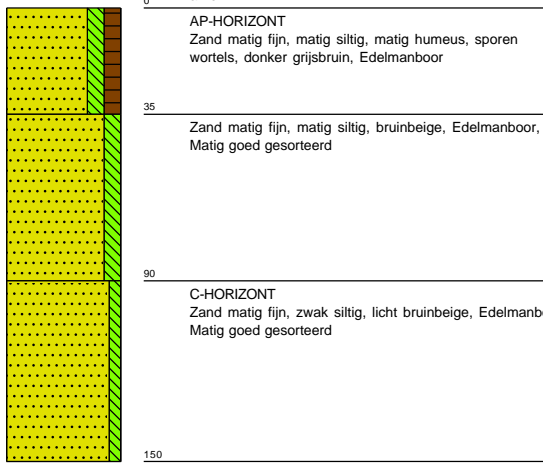 0
AP-HORIZONT
Zand matig fijn, matig siltig, matig humeus, sporen
wortels, donker grijsbruin, Edelmanboor
35
Zand matig fijn, matig siltig, bruinbeige, Edelmanboor,
Matig goed gesorteerd
90
C-HORIZONT
Zand matig fijn, zwak siltig, licht bruinbeige, Edelmanb
Matig goed gesorteerd
150